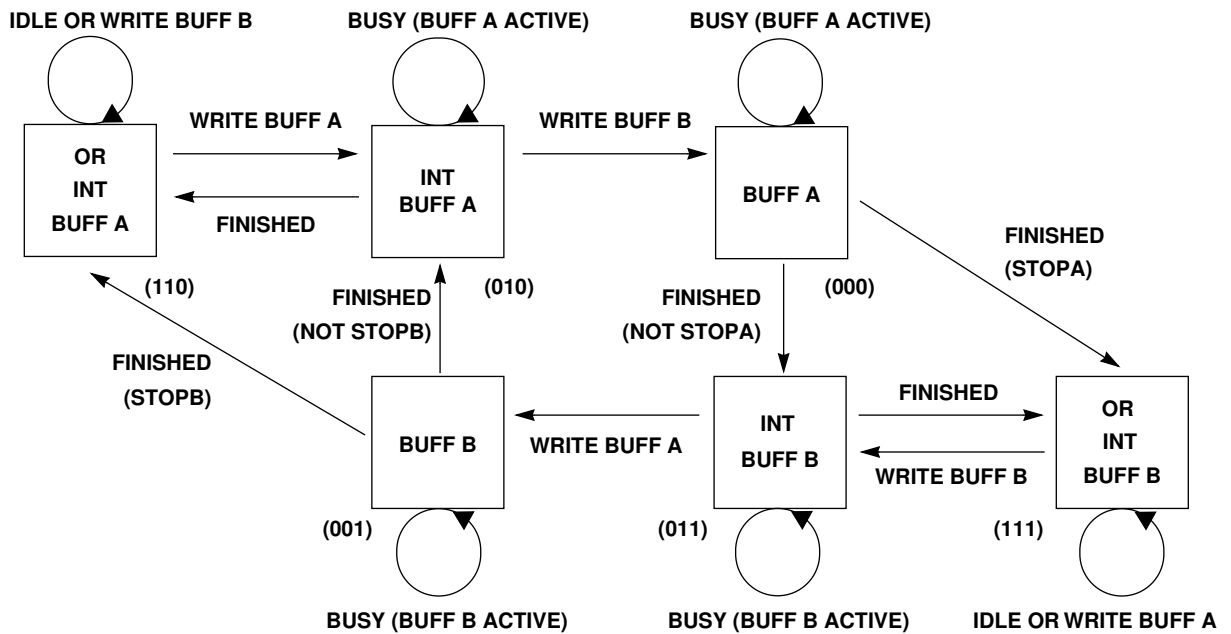 IDLE OR WRITE BUFF B
BUSY (BUFF A ACTIVE)
BUSY (BUFF A ACTIVE)
WRITE BUFF A
WRITE BUFF B
OR
INT
BUFF A
INT
BUFF A
BUFF A
FINISHED
FINISHED
(STOPA)
(110)
(010)
(000)
FINISHED
(NOT STOPB)
FINISHED
(NOT STOPA)
FINISHED
(STOPB)
BUFF B
WRITE BUFF A
INT
BUFF B
FINISHED
WRITE BUFF B
OR
INT
BUFF B
(001)
(011)
(111)
BUSY (BUFF B ACTIVE)
BUSY (BUFF B ACTIVE)
IDLE OR WRITE BUFF A